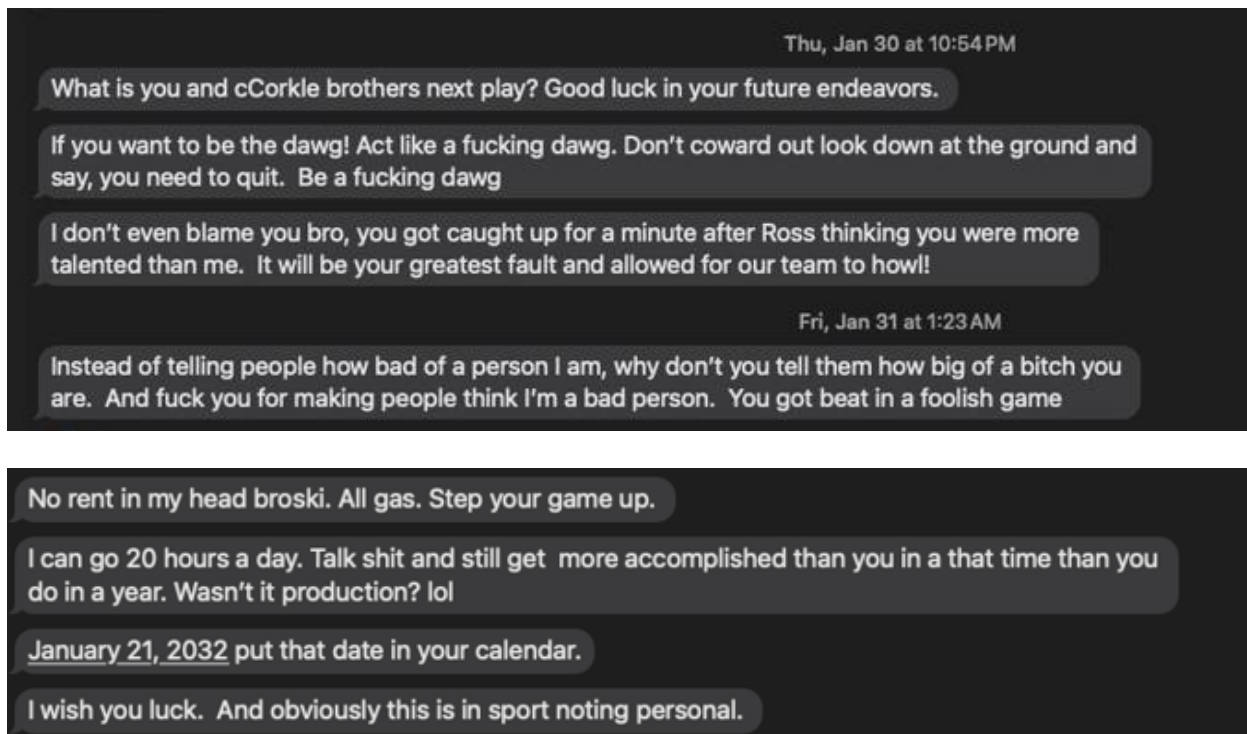 Thu, Jan 30 at 10:54 PM
What is you and cCorkle brothers next play? Good luck in your future endeavors.
If you want to be the dawg! Act like a fucking dawg. Don't coward out look down at the ground and
say, you need to quit.  Be a fucking dawg
I don't even blame you bro, you got caught up for a minute after Ross thinking you were more
talented than me.  It will be your greatest fault and allowed for our team to howl!
Fri, Jan 31 at 1:23 AM
Instead of telling people how bad of a person I am, why don't you tell them how big of a bitch you
are.  And fuck you for making people think I'm a bad person.  You got beat in a foolish game
No rent in my head broski. All gas. Step your game up.
I can go 20 hours a day. Talk shit and still get  more accomplished than you in a that time than you
do in a year. Wasn't it production? lol
January 21, 2032 put that date in your calendar.
I wish you luck.  And obviously this is in sport noting personal.